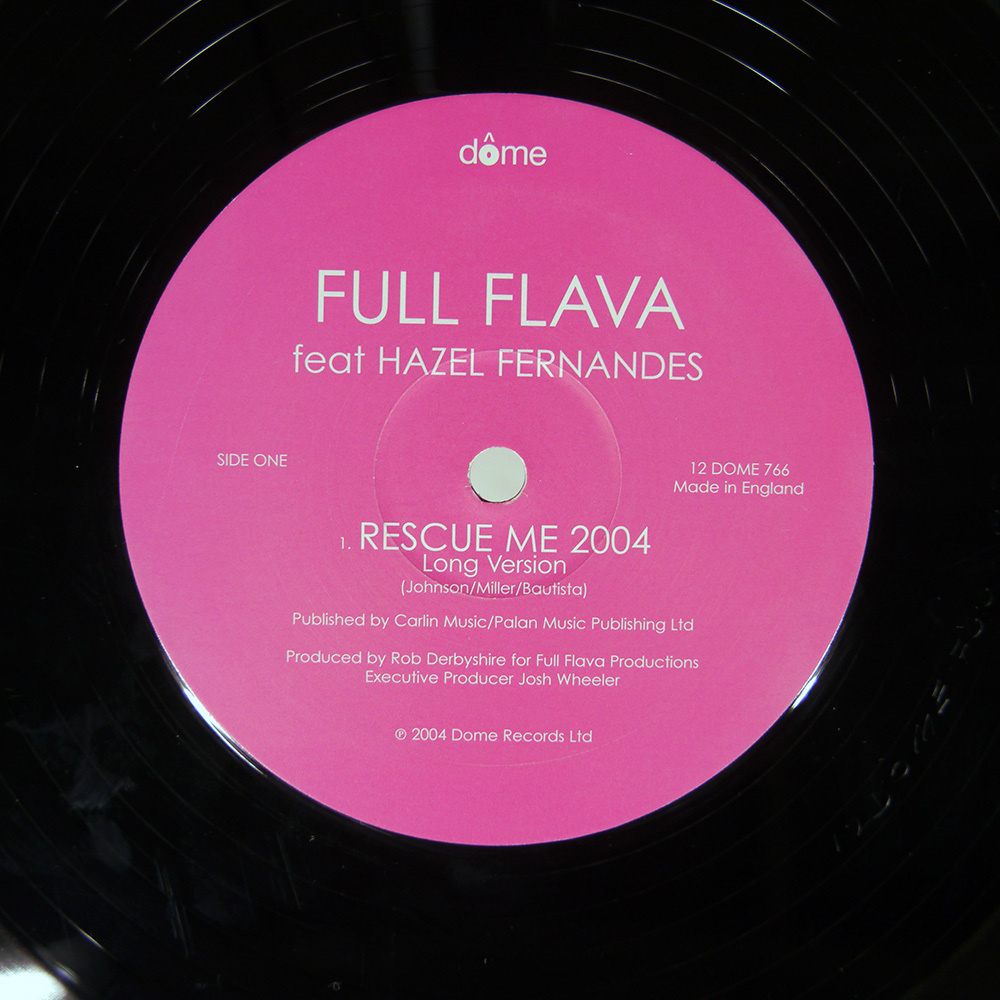 dôme
FULL FLAVA
feat HAZEL FERNANDES
SIDE ONE
12 DOME 766
Made in England
1. RESCUE ME 2004
Long Version
(Johnson/Miller/Bautista)
Published by Carlin Music/Palan Music Publishing Ltd
Produced by Rob Derbyshire for Full Flava Productions
Executive Producer Josh Wheeler
℗ 2004 Dome Records Ltd